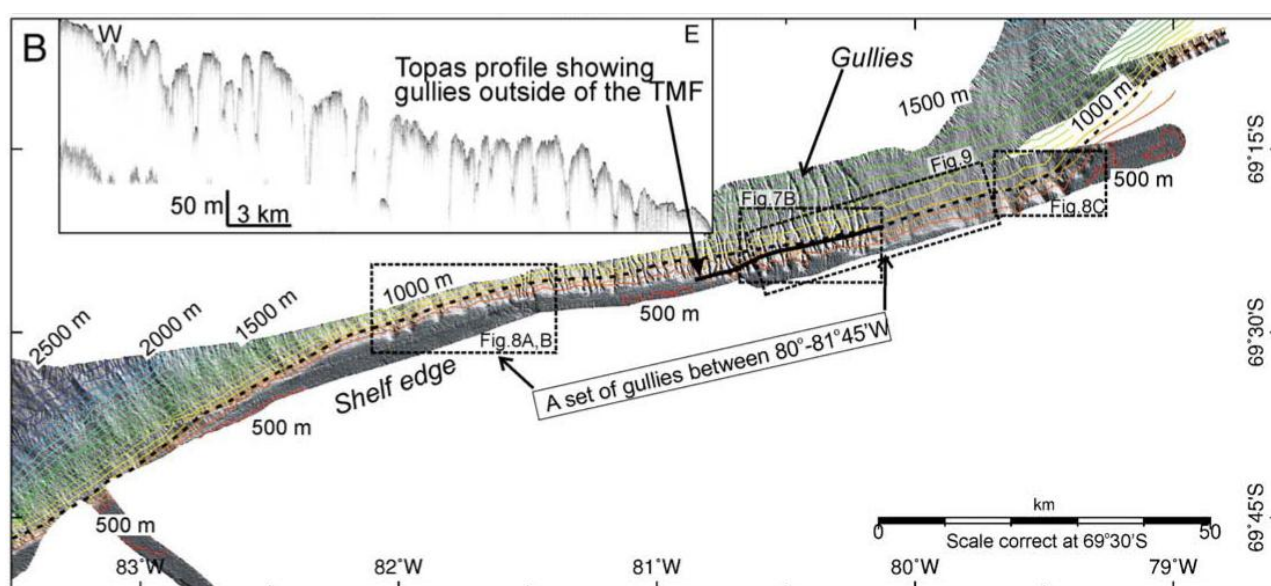 B
W
E
Topas profile showing
gullies outside of the TMF
50 m
3 km
Gullies
1500 m
1000 m
69°15'S
Fig.9
500 m
Fig.7B
Fig.8C
1000 m
1500 m
2000 m
2500 m
500 m
69°30'S
Fig.8A,B
A set of gullies between 80°-81°45'W
Shelf edge
500 m
500 m
km
0
50
Scale correct at 69°30'S
69°45'S
83°W
82°W
81°W
80°W
79°W